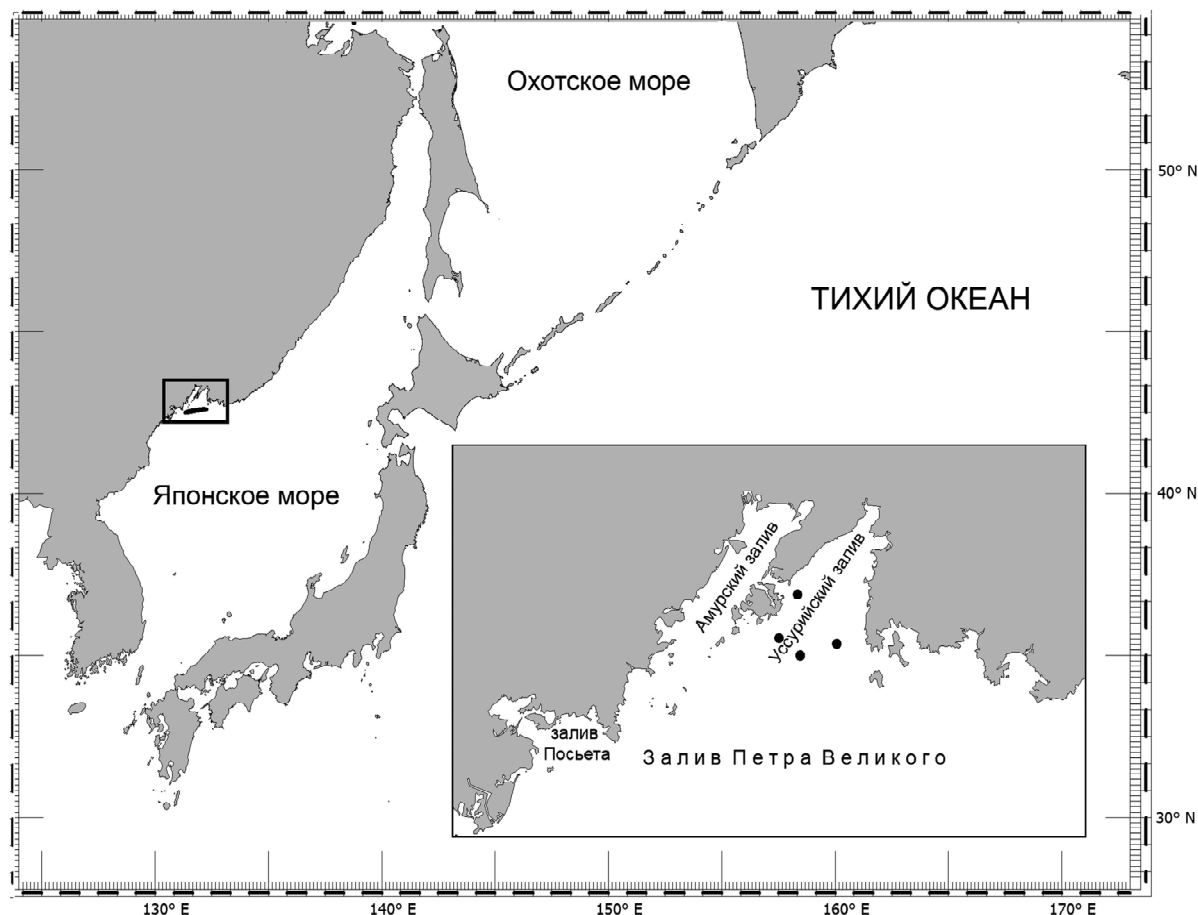 Охотское море
50° N
ТИХИЙ ОКЕАН
Японское море
40° N
Амурский залив
Уссурийский залив
залив
Посьета
Залив Петра Великого
30° N
130° E
140° E
150° E
160° E
170° E